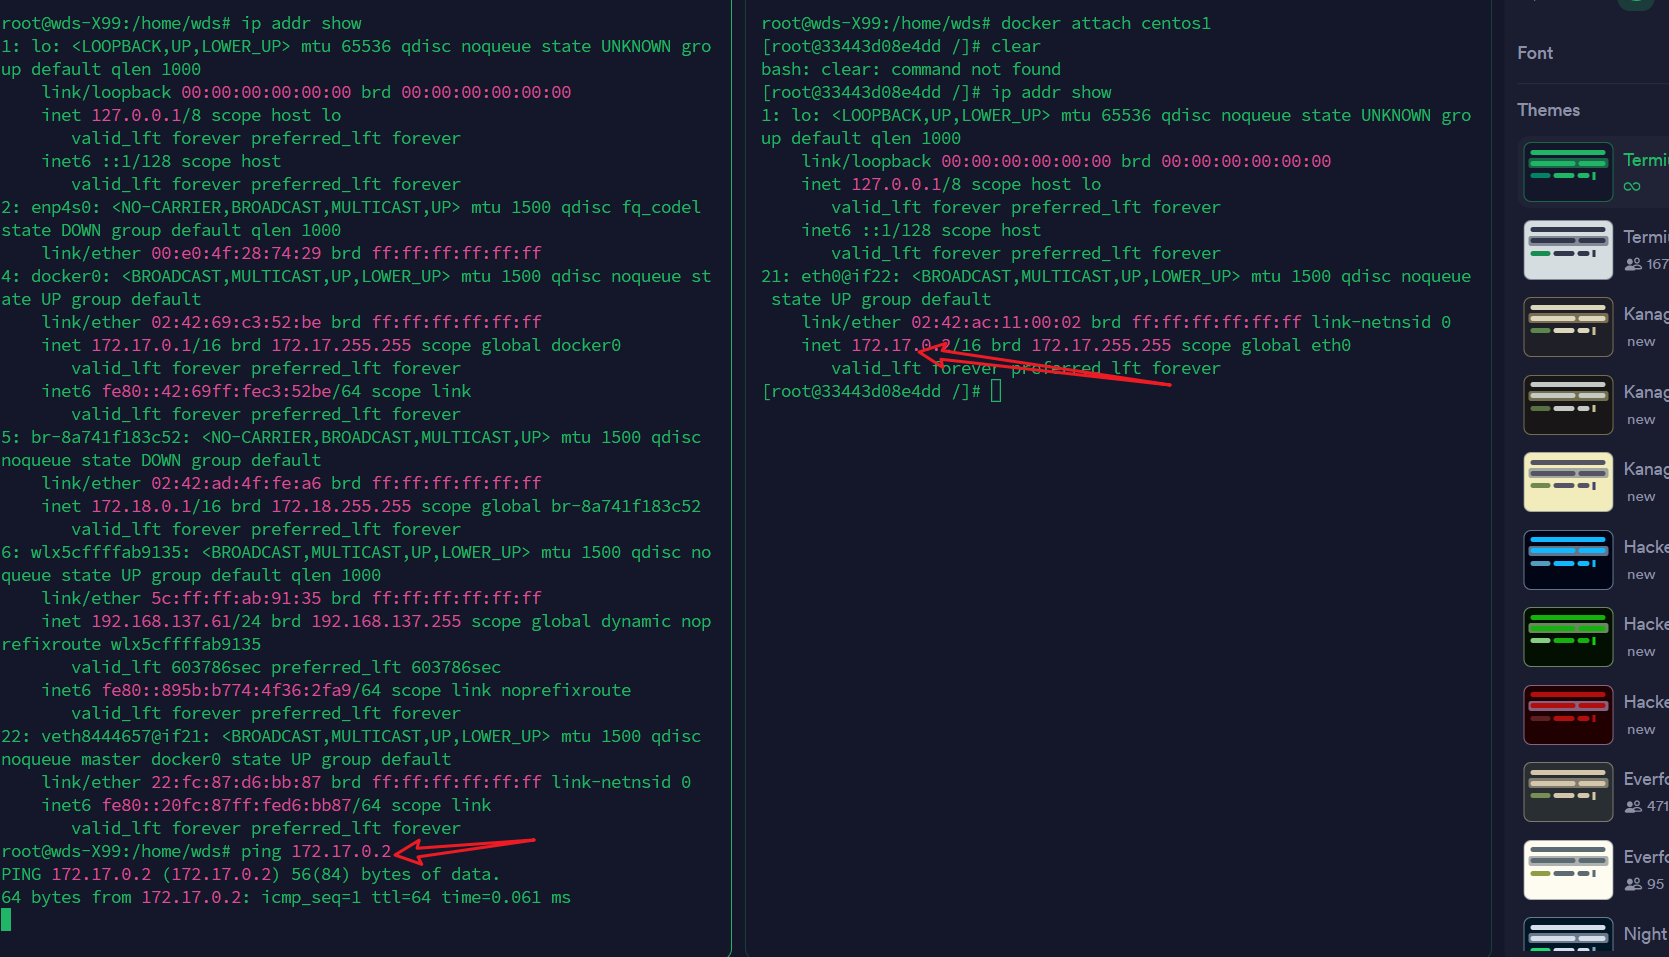 root@wds-X99:/home/wds# ip addr show
1: lo: <LOOPBACK,UP,LOWER_UP> mtu 65536 qdisc noqueue state UNKNOWN gro
up default qlen 1000
    link/loopback 00:00:00:00:00:00 brd 00:00:00:00:00:00
    inet 127.0.0.1/8 scope host lo
       valid_lft forever preferred_lft forever
    inet6 ::1/128 scope host
       valid_lft forever preferred_lft forever
2: enp4s0: <NO-CARRIER,BROADCAST,MULTICAST,UP> mtu 1500 qdisc fq_codel
state DOWN group default qlen 1000
    link/ether 00:e0:4f:28:74:29 brd ff:ff:ff:ff:ff:ff
4: docker0: <BROADCAST,MULTICAST,UP,LOWER_UP> mtu 1500 qdisc noqueue st
ate UP group default
    link/ether 02:42:69:c3:52:be brd ff:ff:ff:ff:ff:ff
    inet 172.17.0.1/16 brd 172.17.255.255 scope global docker0
       valid_lft forever preferred_lft forever
    inet6 fe80::42:69ff:fec3:52be/64 scope link
       valid_lft forever preferred_lft forever
5: br-8a741f183c52: <NO-CARRIER,BROADCAST,MULTICAST,UP> mtu 1500 qdisc
noqueue state DOWN group default
    link/ether 02:42:ad:4f:fe:a6 brd ff:ff:ff:ff:ff:ff
    inet 172.18.0.1/16 brd 172.18.255.255 scope global br-8a741f183c52
       valid_lft forever preferred_lft forever
6: wlx5cffffab9135: <BROADCAST,MULTICAST,UP,LOWER_UP> mtu 1500 qdisc no
queue state UP group default qlen 1000
    link/ether 5c:ff:ff:ab:91:35 brd ff:ff:ff:ff:ff:ff
    inet 192.168.137.61/24 brd 192.168.137.255 scope global dynamic nop
refixroute wlx5cffffab9135
       valid_lft 603786sec preferred_lft 603786sec
    inet6 fe80::895b:b774:4f36:2fa9/64 scope link noprefixroute
       valid_lft forever preferred_lft forever
22: veth8444657@if21: <BROADCAST,MULTICAST,UP,LOWER_UP> mtu 1500 qdisc
noqueue master docker0 state UP group default
    link/ether 22:fc:87:d6:bb:87 brd ff:ff:ff:ff:ff:ff link-netnsid 0
    inet6 fe80::20fc:87ff:fed6:bb87/64 scope link
       valid_lft forever preferred_lft forever
root@wds-X99:/home/wds# ping 172.17.0.2
PING 172.17.0.2 (172.17.0.2) 56(84) bytes of data.
64 bytes from 172.17.0.2: icmp_seq=1 ttl=64 time=0.061 ms
root@wds-X99:/home/wds# docker attach centos1
[root@33443d08e4dd /]# clear
bash: clear: command not found
[root@33443d08e4dd /]# ip addr show
1: lo: <LOOPBACK,UP,LOWER_UP> mtu 65536 qdisc noqueue state UNKNOWN gro
up default qlen 1000
    link/loopback 00:00:00:00:00:00 brd 00:00:00:00:00:00
    inet 127.0.0.1/8 scope host lo
       valid_lft forever preferred_lft forever
    inet6 ::1/128 scope host
       valid_lft forever preferred_lft forever
21: eth0@if22: <BROADCAST,MULTICAST,UP,LOWER_UP> mtu 1500 qdisc noqueue
 state UP group default
    link/ether 02:42:ac:11:00:02 brd ff:ff:ff:ff:ff:ff link-netnsid 0
    inet 172.17.0.2/16 brd 172.17.255.255 scope global eth0
       valid_lft forever preferred_lft forever
[root@33443d08e4dd /]#
Font
Themes
Termi
∞
Termi
167
Kanag
new
Kanag
new
Kanag
new
Hacke
new
Hacke
new
Hacke
new
Everfo
471
Everfo
95
Night